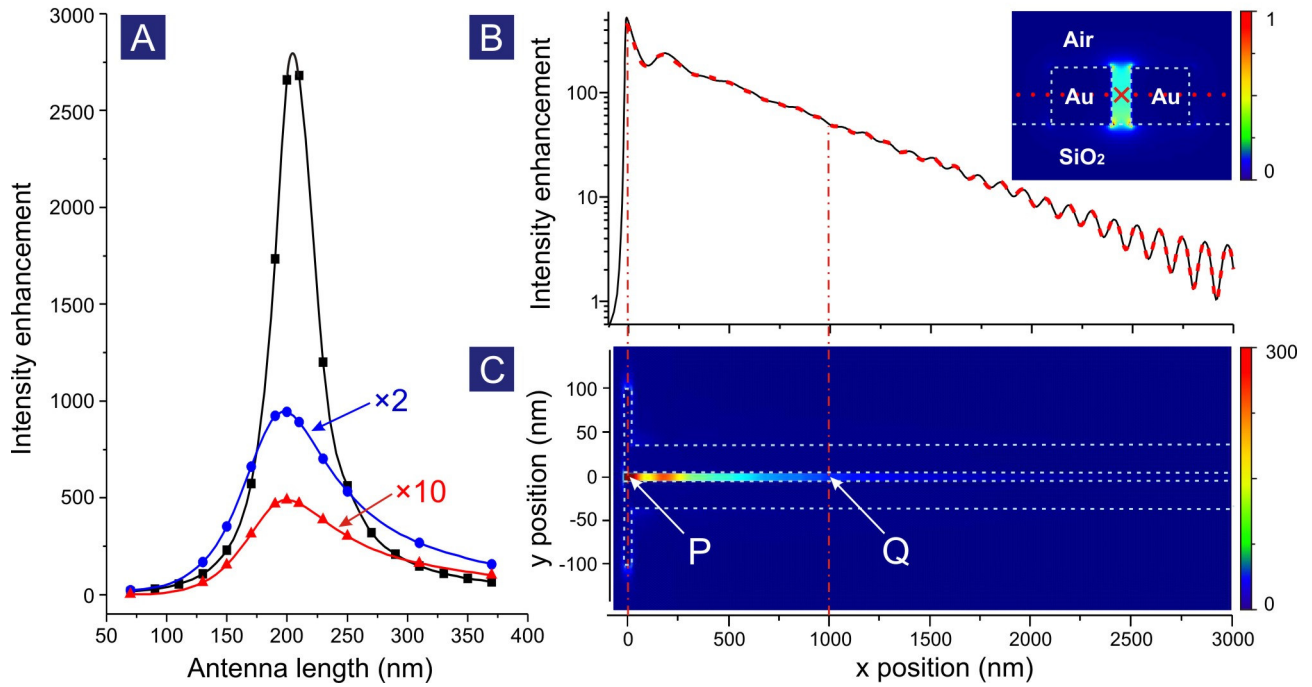 A
Intensity enhancement
3000
2500
2000
1500
1000
500
0
×2
×10
50 100 150 200 250 300 350 400
Antenna length (nm)
B
Intensity enhancement
100
10
1
Air
Au Au
SiO2
1
0
C
y position (nm)
100
50
0
-50
-100
P Q
300
0
0 500 1000 1500 2000 2500 3000
x position (nm)